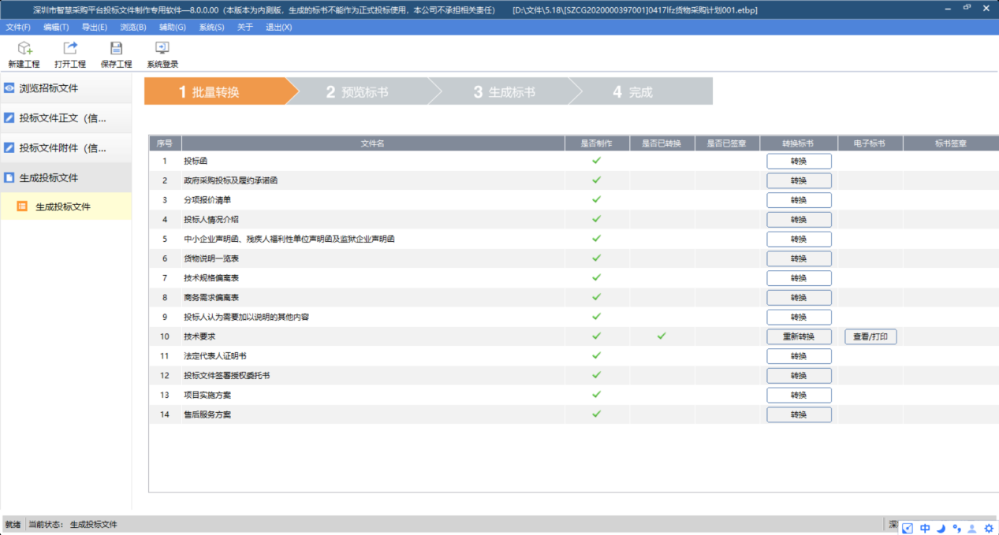 深圳市智慧采购平台投标文件制作专用软件—8.0.0.00（本版本为内测版，生成的标书不能作为正式投标使用，本公司不承担相关责任） [D:\文件\5.18\[SZCG2020000397001]0417lfz货物采购计划001.etbp]
文件(F) 编辑(T) 导出(E) 浏览(B) 辅助(G) 系统(S) 关于 退出(X)
新建工程 打开工程 保存工程 系统登录
浏览招标文件
投标文件正文（信...
投标文件附件（信...
生成投标文件
生成投标文件
1 批量转换 2 预览标书 3 生成标书 4 完成
序号 文件名 是否制作 是否已转换 是否已签章 转换标书 电子标书 标书签章
1 投标函 转换
2 政府采购投标及履约承诺函 转换
3 分项报价清单 转换
4 投标人情况介绍 转换
5 中小企业声明函、残疾人福利性单位声明函及监狱企业声明函 转换
6 货物说明一览表 转换
7 技术规格偏离表 转换
8 商务需求偏离表 转换
9 投标人认为需要加以说明的其他内容 转换
10 技术要求 重新转换 查看/打印
11 法定代表人证明书 转换
12 投标文件签署授权委托书 转换
13 项目实施方案 转换
14 售后服务方案 转换
就绪 当前状态： 生成投标文件
中